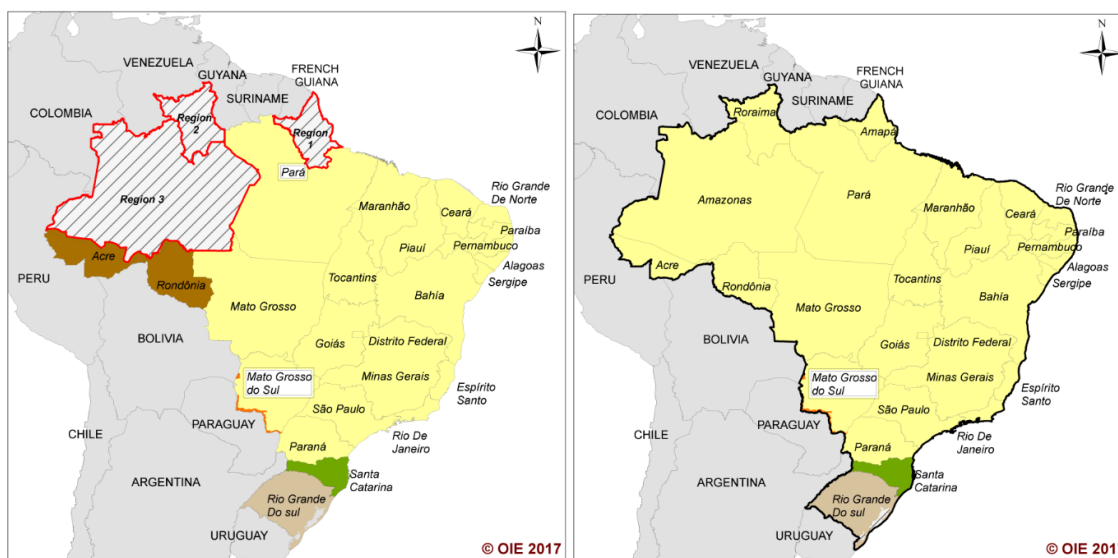 N
VENEZUELA
GUYANA
FRENCH
GUIANA
SURINAME
COLOMBIA
Region
2
Region
1
Pará
Region 3
Rio Grande
De Norte
Maranhão
Ceará
Paraíba
Piauí
Pernambuco
Acre
Alagoas
PERU
Sergipe
Rondônia
Tocantins
Mato Grosso
Bahía
BOLIVIA
Goiás
Distrito Federal
Mato Grosso
do Sul
Minas Gerais
Espírito
Santo
São Paulo
PARAGUAY
CHILE
Rio De
Janeiro
Paraná
ARGENTINA
Santa
Catarina
Rio Grande
Do sul
URUGUAY
© OIE 2017
N
VENEZUELA
GUYANA
FRENCH
GUIANA
SURINAME
COLOMBIA
Roraima
Amapá
Rio Grande
De Norte
Amazonas
Pará
Maranhão
Ceará
Paraíba
Piauí
Pernambuco
Acre
Alagoas
PERU
Sergipe
Rondônia
Tocantins
Mato Grosso
Bahía
BOLIVIA
Goiás
Distrito Federal
Mato Grosso
do Sul
Minas Gerais
Espírito
Santo
São Paulo
PARAGUAY
CHILE
Rio De
Janeiro
Paraná
ARGENTINA
Santa
Catarina
Rio Grande
Do sul
URUGUAY
© OIE 201